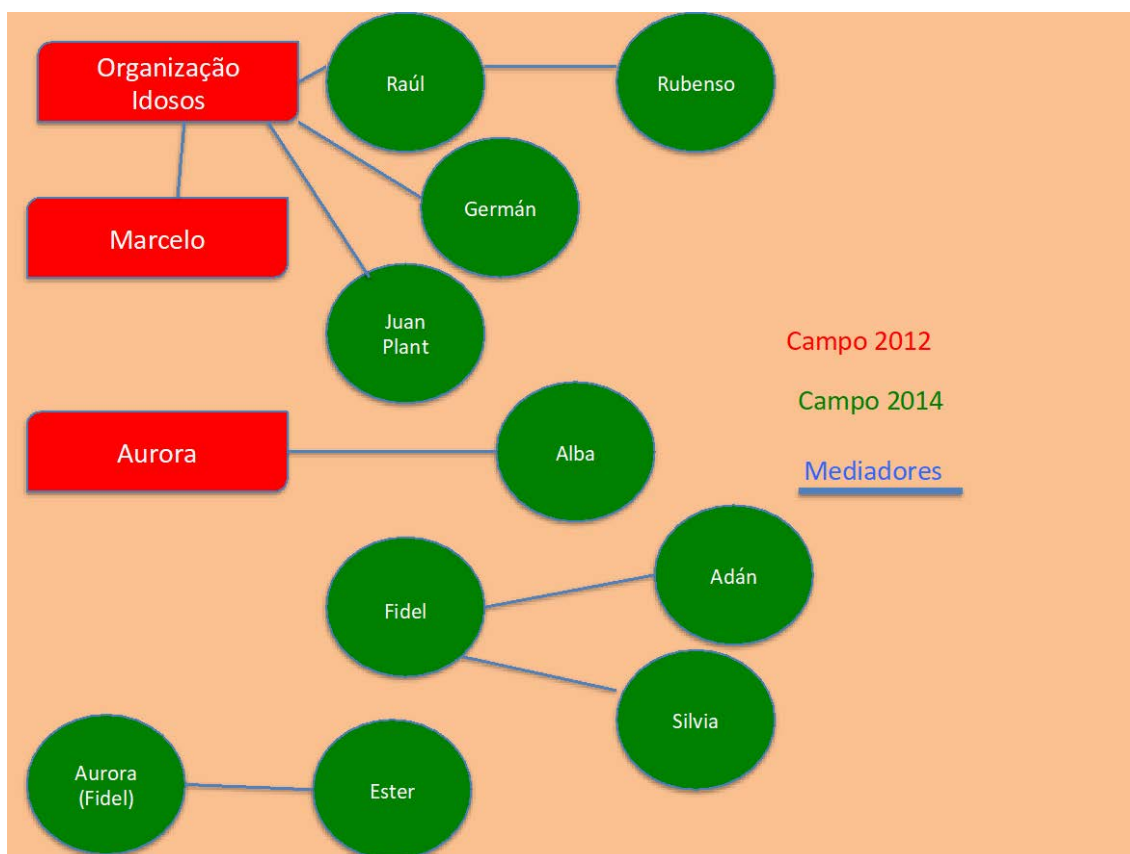 Organização
Idosos
Raúl
Rubenso
Germán
Marcelo
Juan
Plant
Campo 2012
Campo 2014
Aurora
Alba
Mediadores
Adán
Fidel
Silvia
Aurora
(Fidel)
Ester